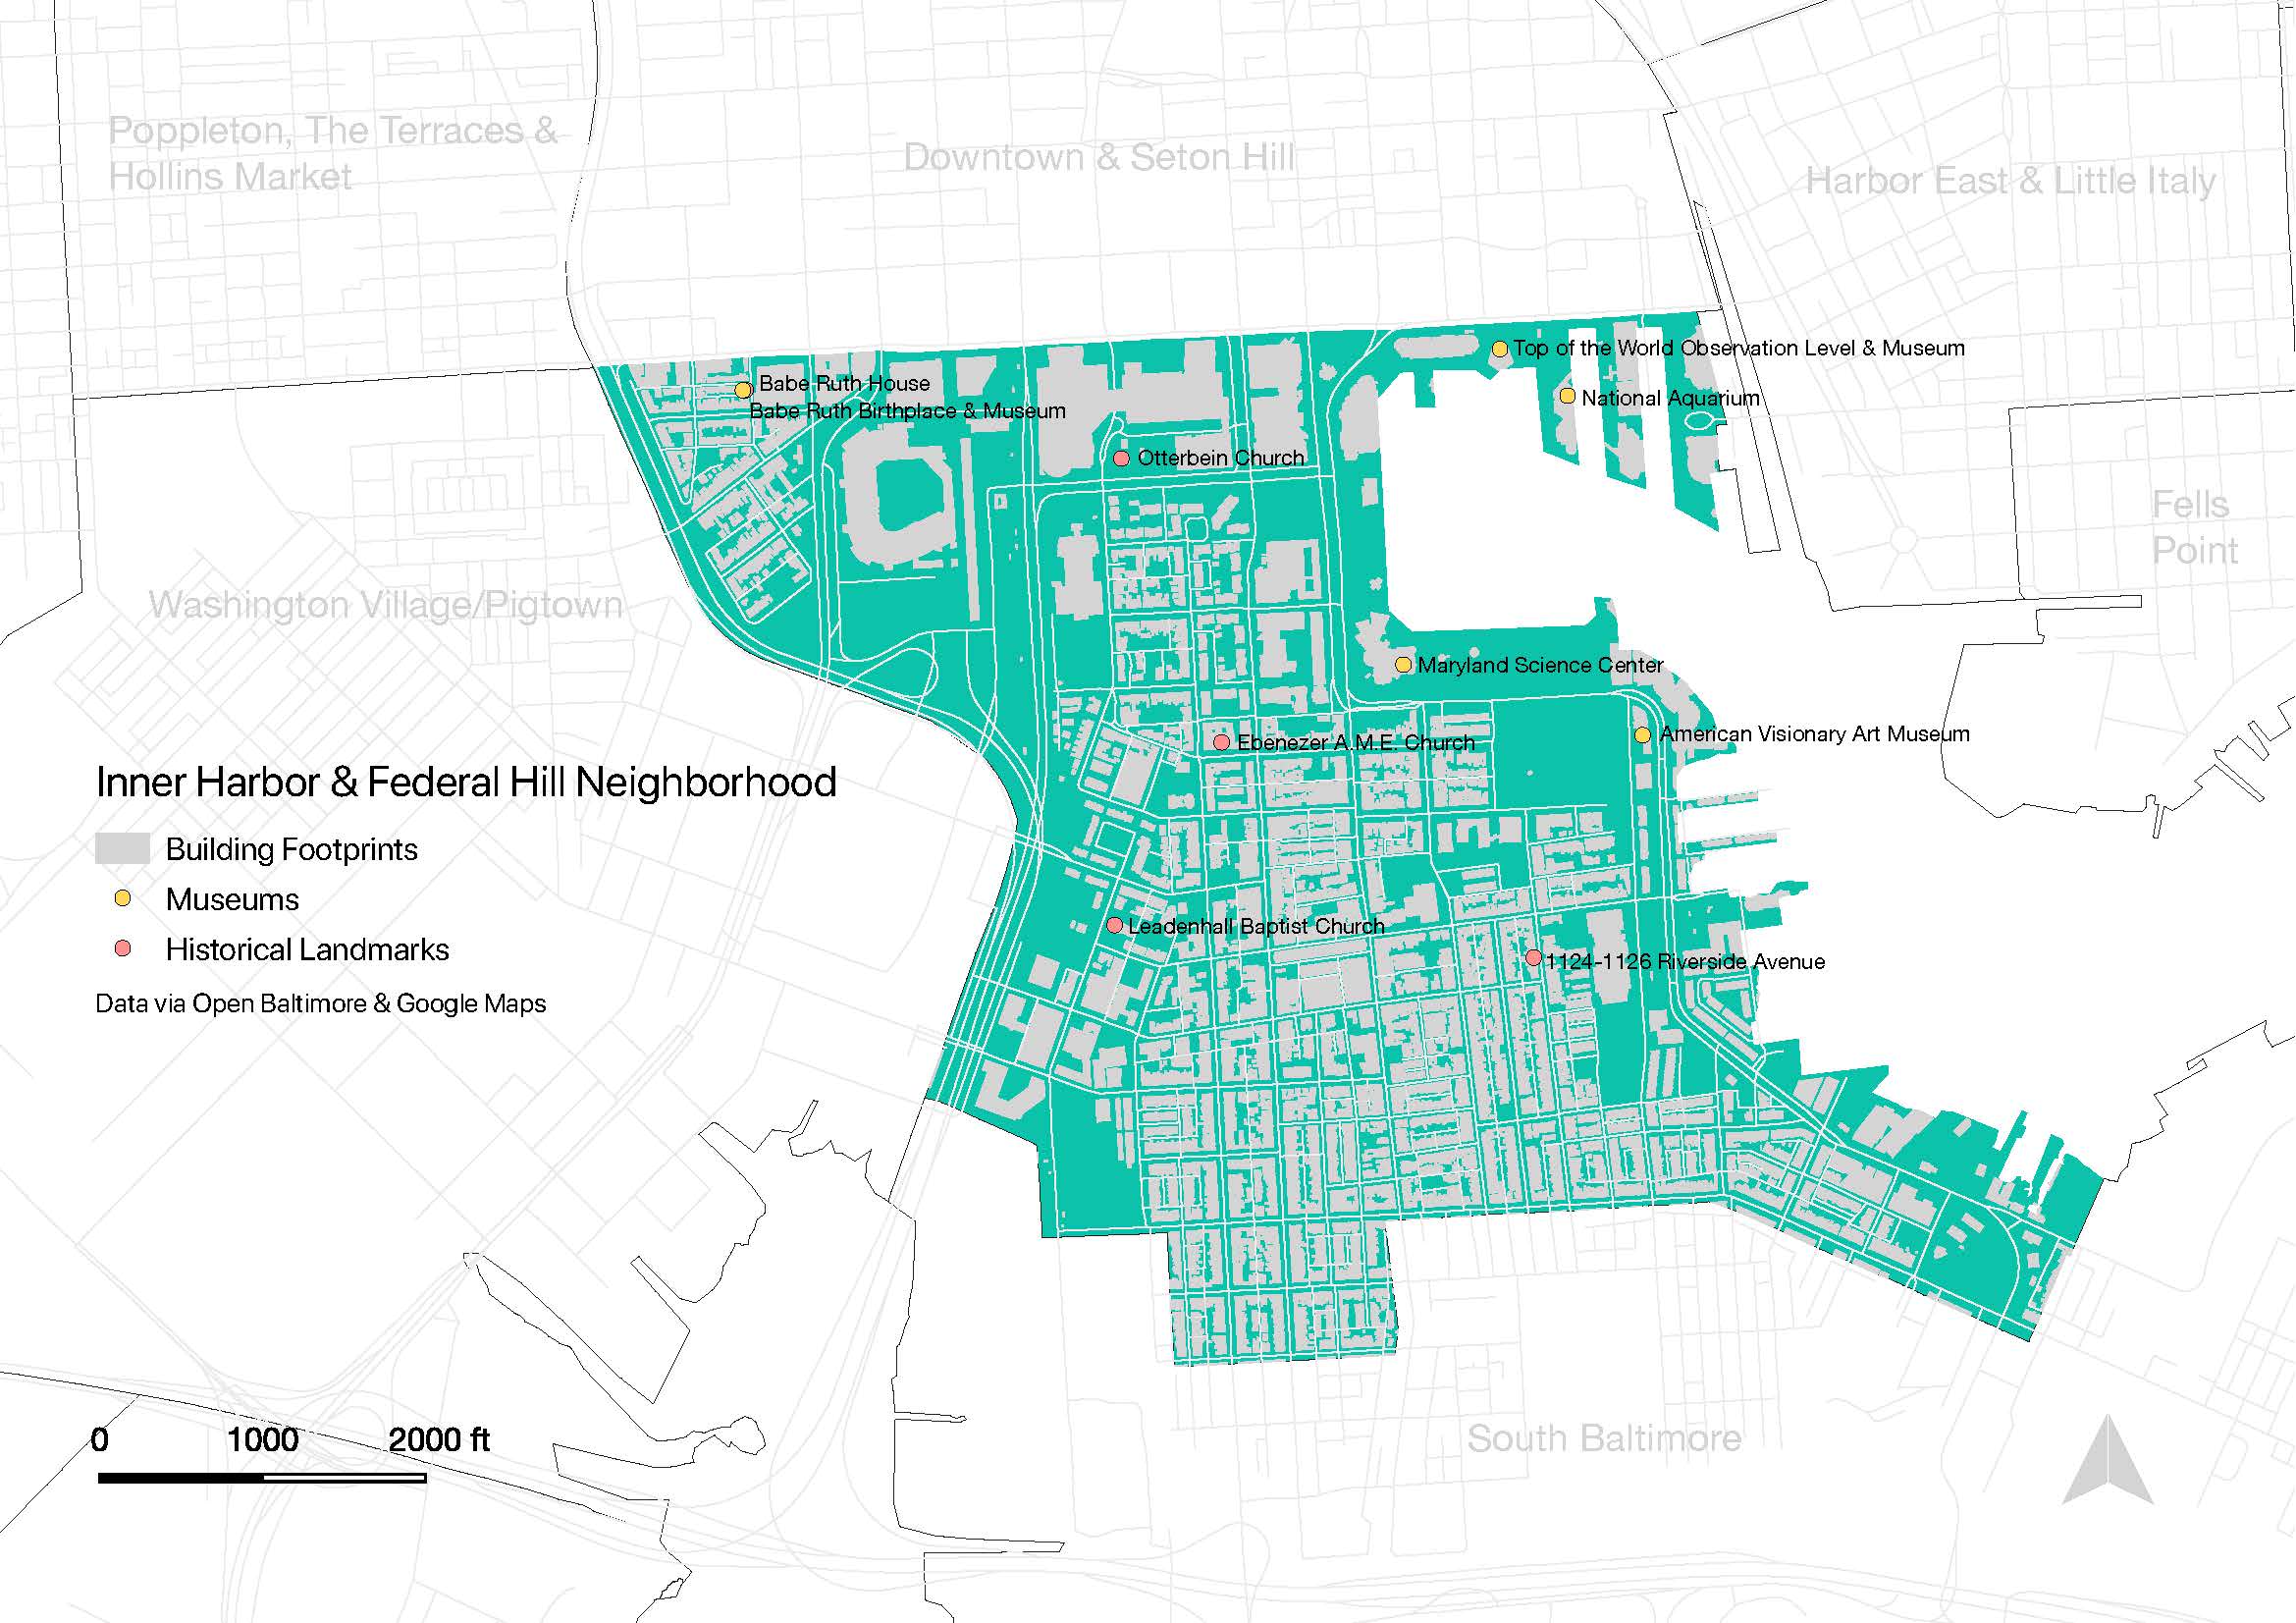 Poppleton, The Terraces &
Hollins Market
Downtown & Seton Hill
Harbor East & Little Italy
Top of the World Observation Level & Museum
Babe Ruth House
National Aquarium
Babe Ruth Birthplace & Museum
Otterbein Church
Fells
Point
Washington Village/Pigtown
Maryland Science Center
American Visionary Art Museum
Ebenezer A.M.E. Church
Inner Harbor & Federal Hill Neighborhood
Building Footprints
Museums
Leadenhall Baptist Church
Historical Landmarks
1124-1126 Riverside Avenue
Data via Open Baltimore & Google Maps
South Baltimore
0 1000 2000 ft